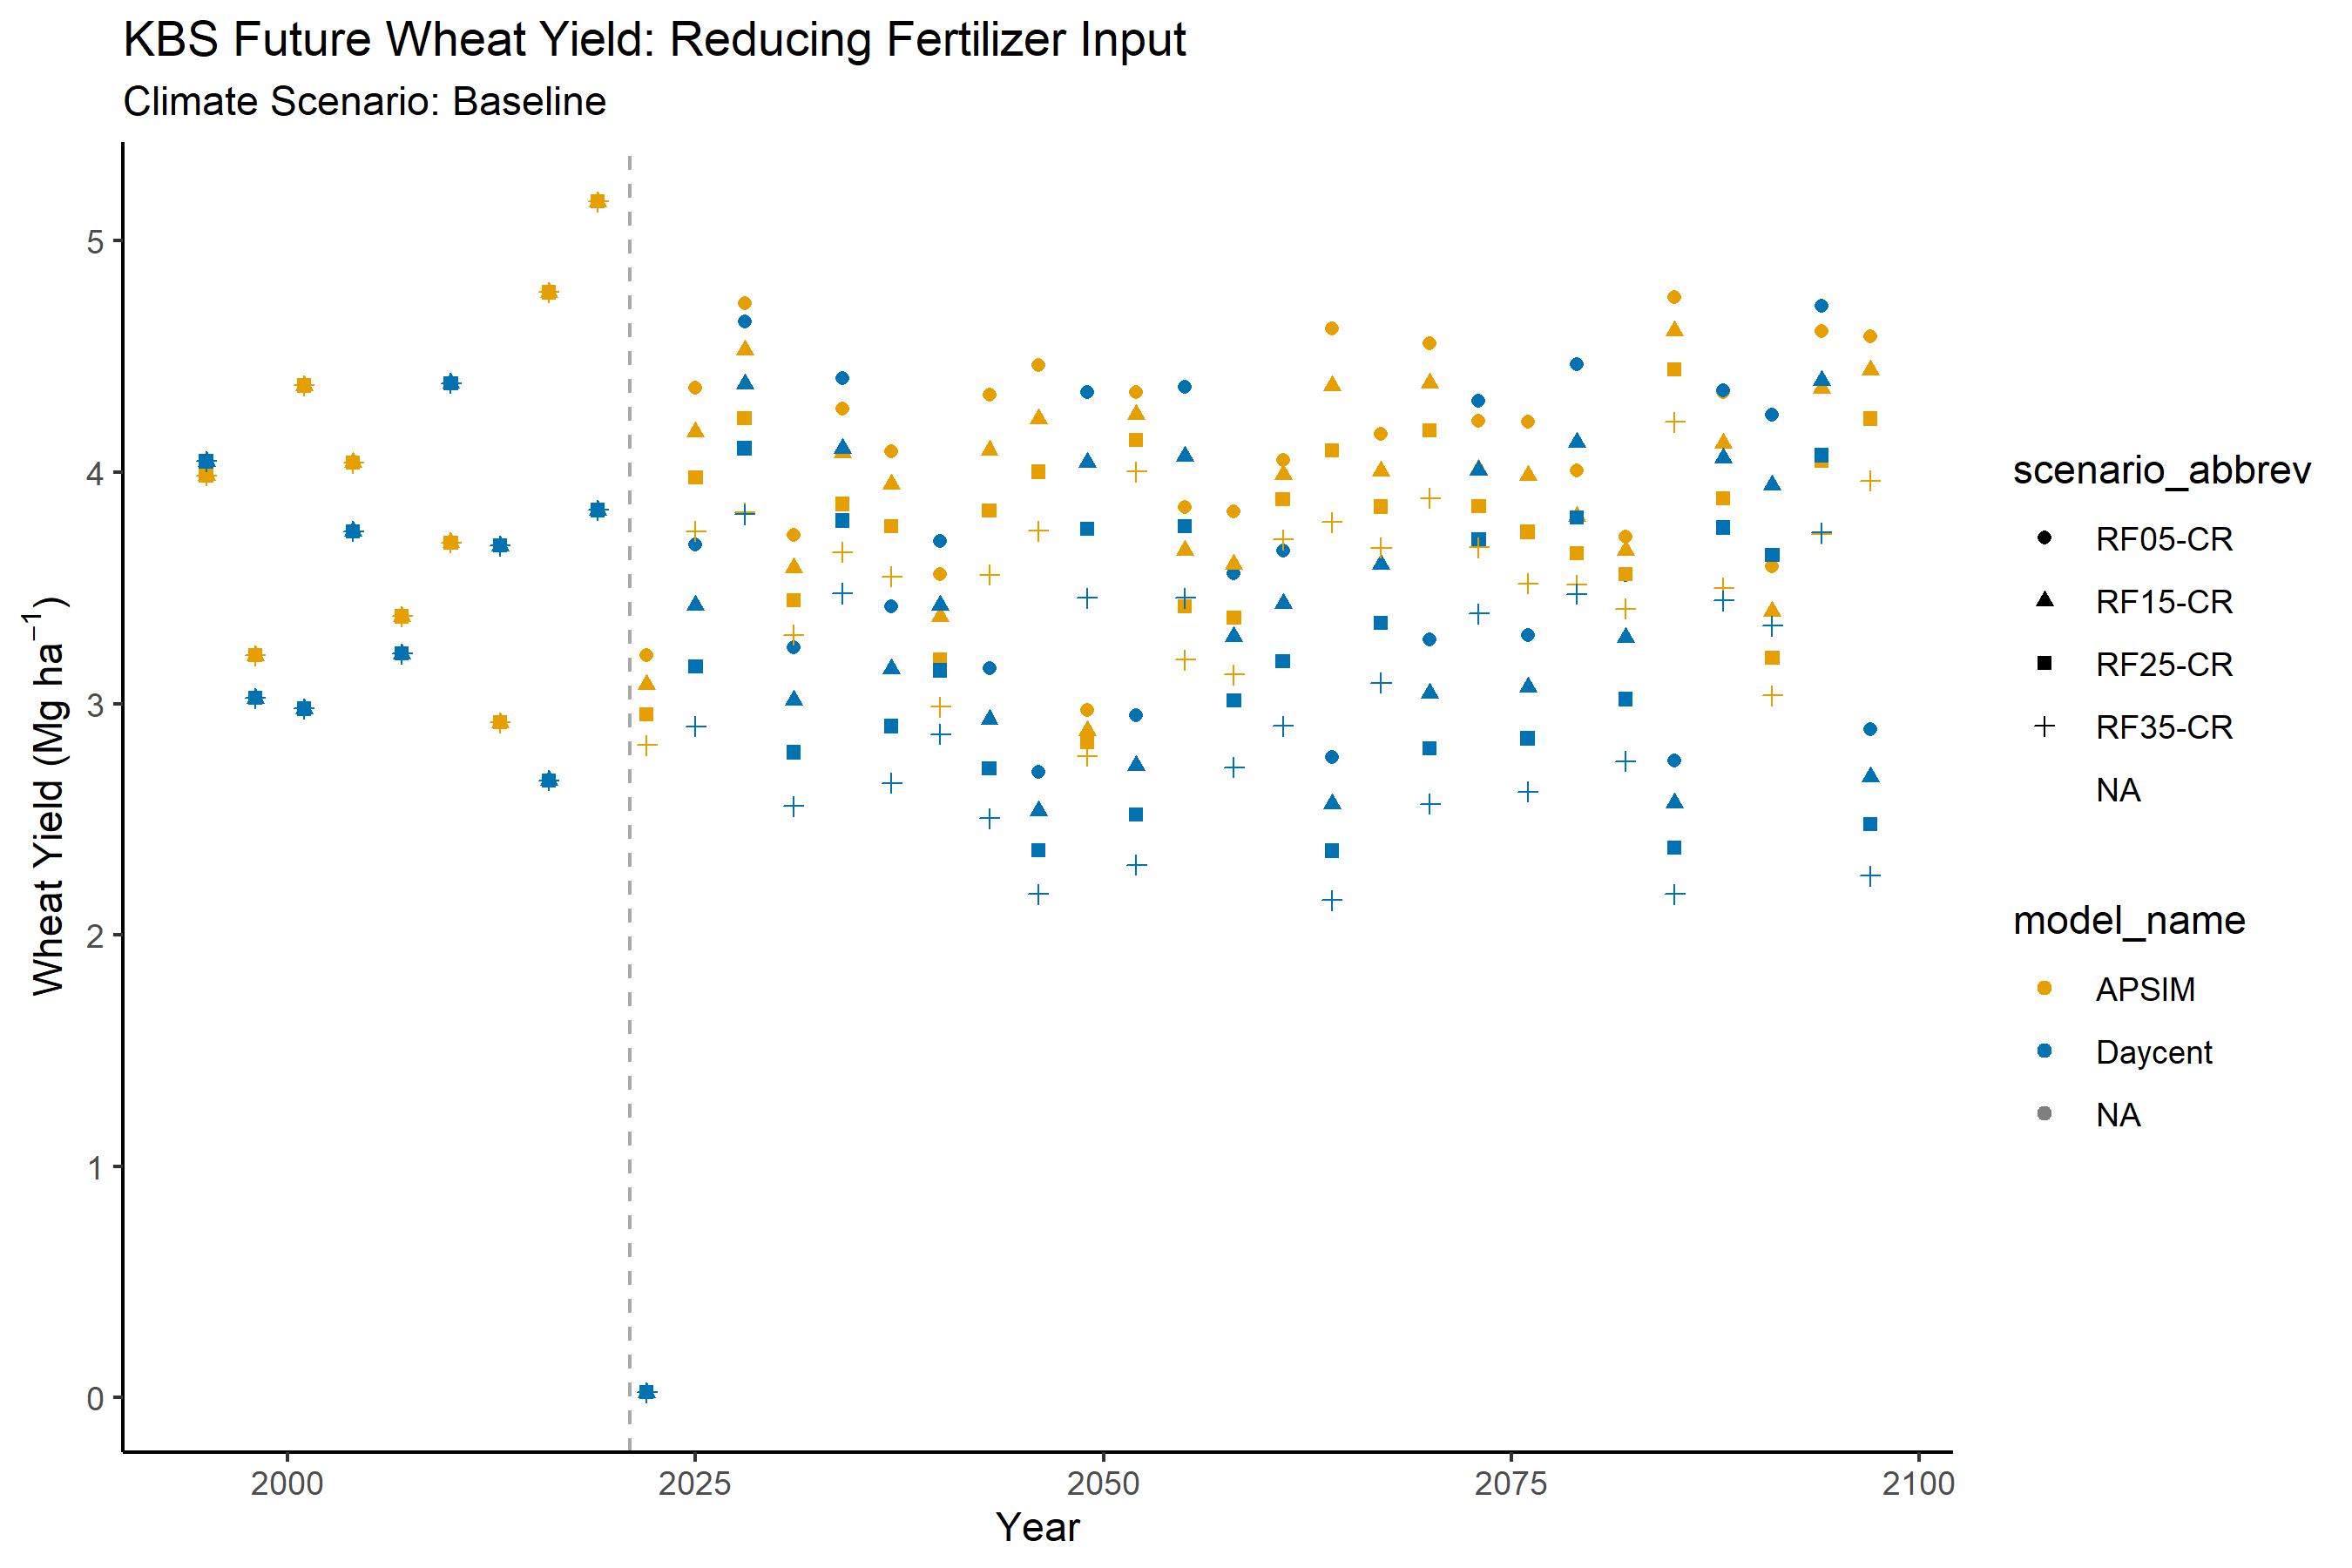 KBS Future Wheat Yield: Reducing Fertilizer Input
Climate Scenario: Baseline
5
4
3
2
1
0
Wheat Yield (Mg ha⁻¹)
2000
2025
2050
2075
2100
Year
scenario_abbrev
RF05-CR
RF15-CR
RF25-CR
RF35-CR
NA
model_name
APSIM
Daycent
NA